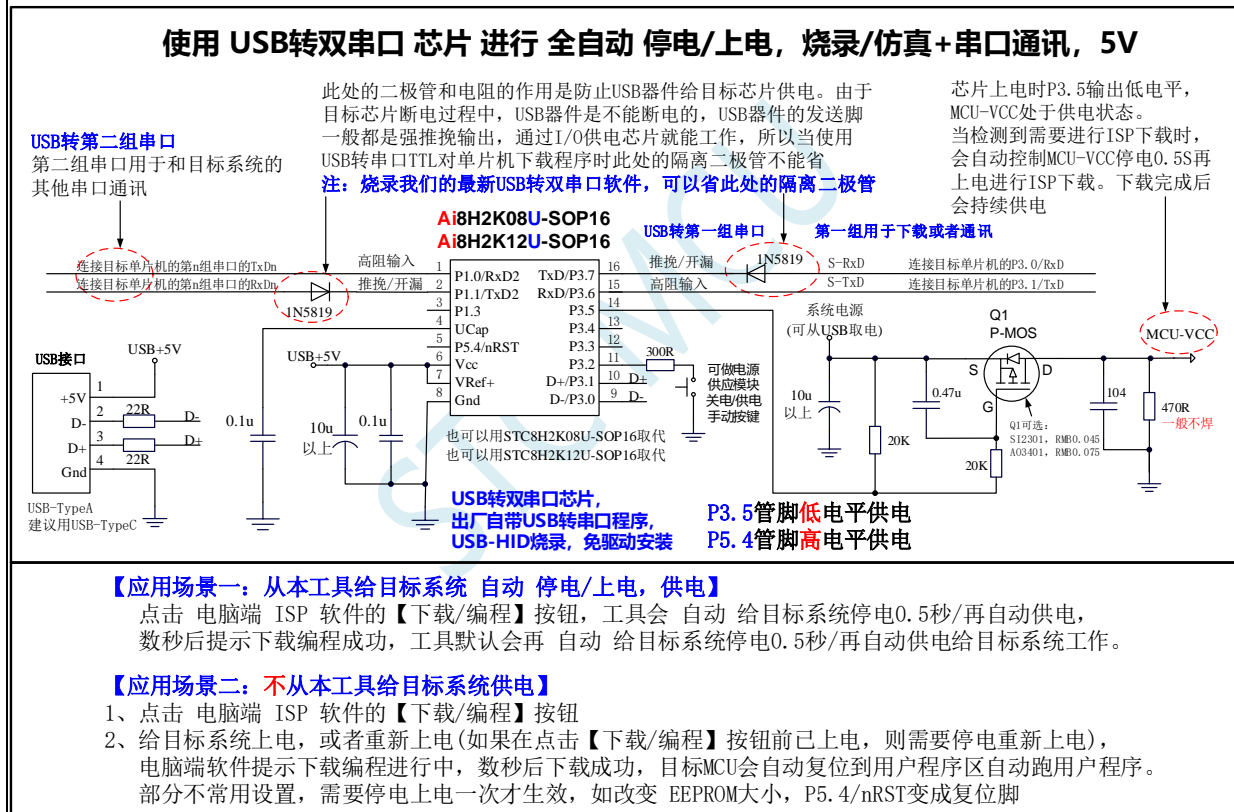 使用 USB转双串口 芯片 进行 全自动 停电/上电，烧录/仿真+串口通讯，5V
此处的二极管和电阻的作用是防止USB器件给目标芯片供电。由于
目标芯片断电过程中，USB器件是不能断电的，USB器件的发送脚
一般都是强推挽输出，通过I/O供电芯片就能工作，所以当使用
USB转串口TTL对单片机下载程序时此处的隔离二极管不能省
注：烧录我们的最新USB转双串口软件，可以省此处的隔离二极管
芯片上电时P3.5输出低电平，
MCU-VCC处于供电状态。
当检测到需要进行ISP下载时，
会自动控制MCU-VCC停电0.5S再
上电进行ISP下载。下载完成后
会持续供电
USB转第二组串口
第二组串口用于和目标系统的
其他串口通讯
Ai8H2K08U-SOP16
Ai8H2K12U-SOP16
USB转第一组串口
第一组用于下载或者通讯
连接目标单片机的第n组串口的TxDn
高阻输入
连接目标单片机的第n组串口的RxDn
推挽/开漏
1N5819
1 P1.0/RxD2
2 P1.1/TxD2
3 P1.3
4 UCap
5 P5.4/nRST
6 Vcc
7 VRef+
8 Gnd
TxD/P3.7 16
RxD/P3.6 15
P3.5 14
P3.4 13
P3.3 12
P3.2 11
D+/P3.1 10 D+
D-/P3.0 9 D-
推挽/开漏
1N5819
S-RxD
连接目标单片机的P3.0/RxD
高阻输入
S-TxD
连接目标单片机的P3.1/TxD
系统电源
(可从USB取电)
Q1
P-MOS
MCU-VCC
S
D
G
300R
可做电源
供应模块
关电/供电
手动按键
10u
以上
0.47u
20K
20K
104
470R
一般不焊
Q1可选：
SI2301, RMB0.045
AO3401, RMB0.075
USB接口
USB+5V
+5V 1
D- 2 22R D-
D+ 3 22R D+
Gnd 4
USB-TypeA
建议用USB-TypeC
0.1u
USB+5V
10u
以上
0.1u
也可以用STC8H2K08U-SOP16取代
也可以用STC8H2K12U-SOP16取代
USB转双串口芯片，
出厂自带USB转串口程序，
USB-HID烧录，免驱动安装
P3.5管脚低电平供电
P5.4管脚高电平供电
STC MCU
【应用场景一：从本工具给目标系统 自动 停电/上电，供电】
点击 电脑端 ISP 软件的【下载/编程】按钮，工具会 自动 给目标系统停电0.5秒/再自动供电，
数秒后提示下载编程成功，工具默认会再 自动 给目标系统停电0.5秒/再自动供电给目标系统工作。
【应用场景二：不从本工具给目标系统供电】
1、点击 电脑端 ISP 软件的【下载/编程】按钮
2、给目标系统上电，或者重新上电(如果在点击【下载/编程】按钮前已上电，则需要停电重新上电)，
电脑端软件提示下载编程进行中，数秒后下载成功，目标MCU会自动复位到用户程序区自动跑用户程序。
部分不常用设置，需要停电上电一次才生效，如改变 EEPROM大小，P5.4/nRST变成复位脚